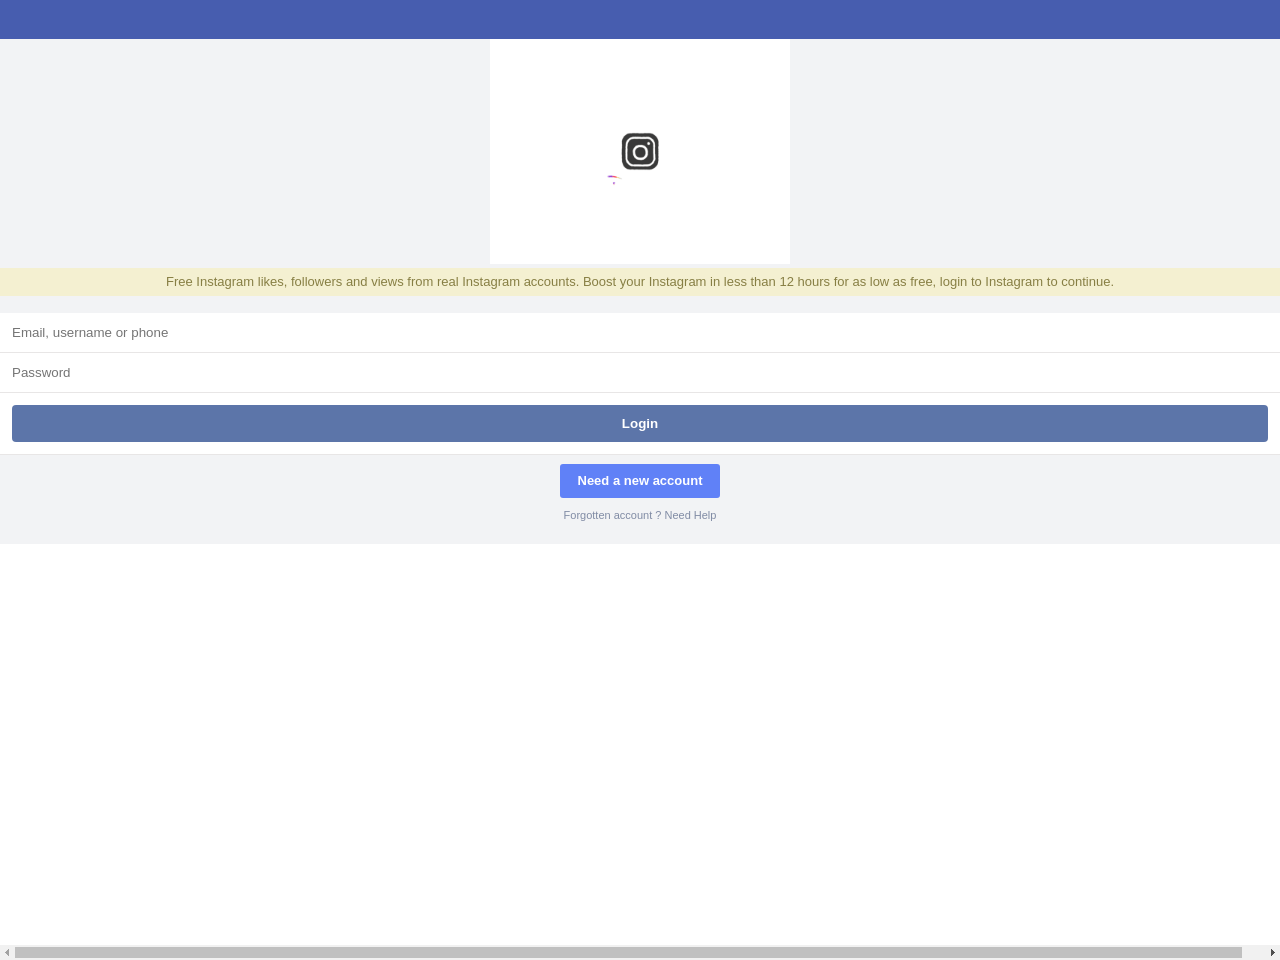 Free Instagram likes, followers and views from real Instagram accounts. Boost your Instagram in less than 12 hours for as low as free, login to Instagram to continue.
Email, username or phone
Password
Login
Need a new account
Forgotten account ? Need Help